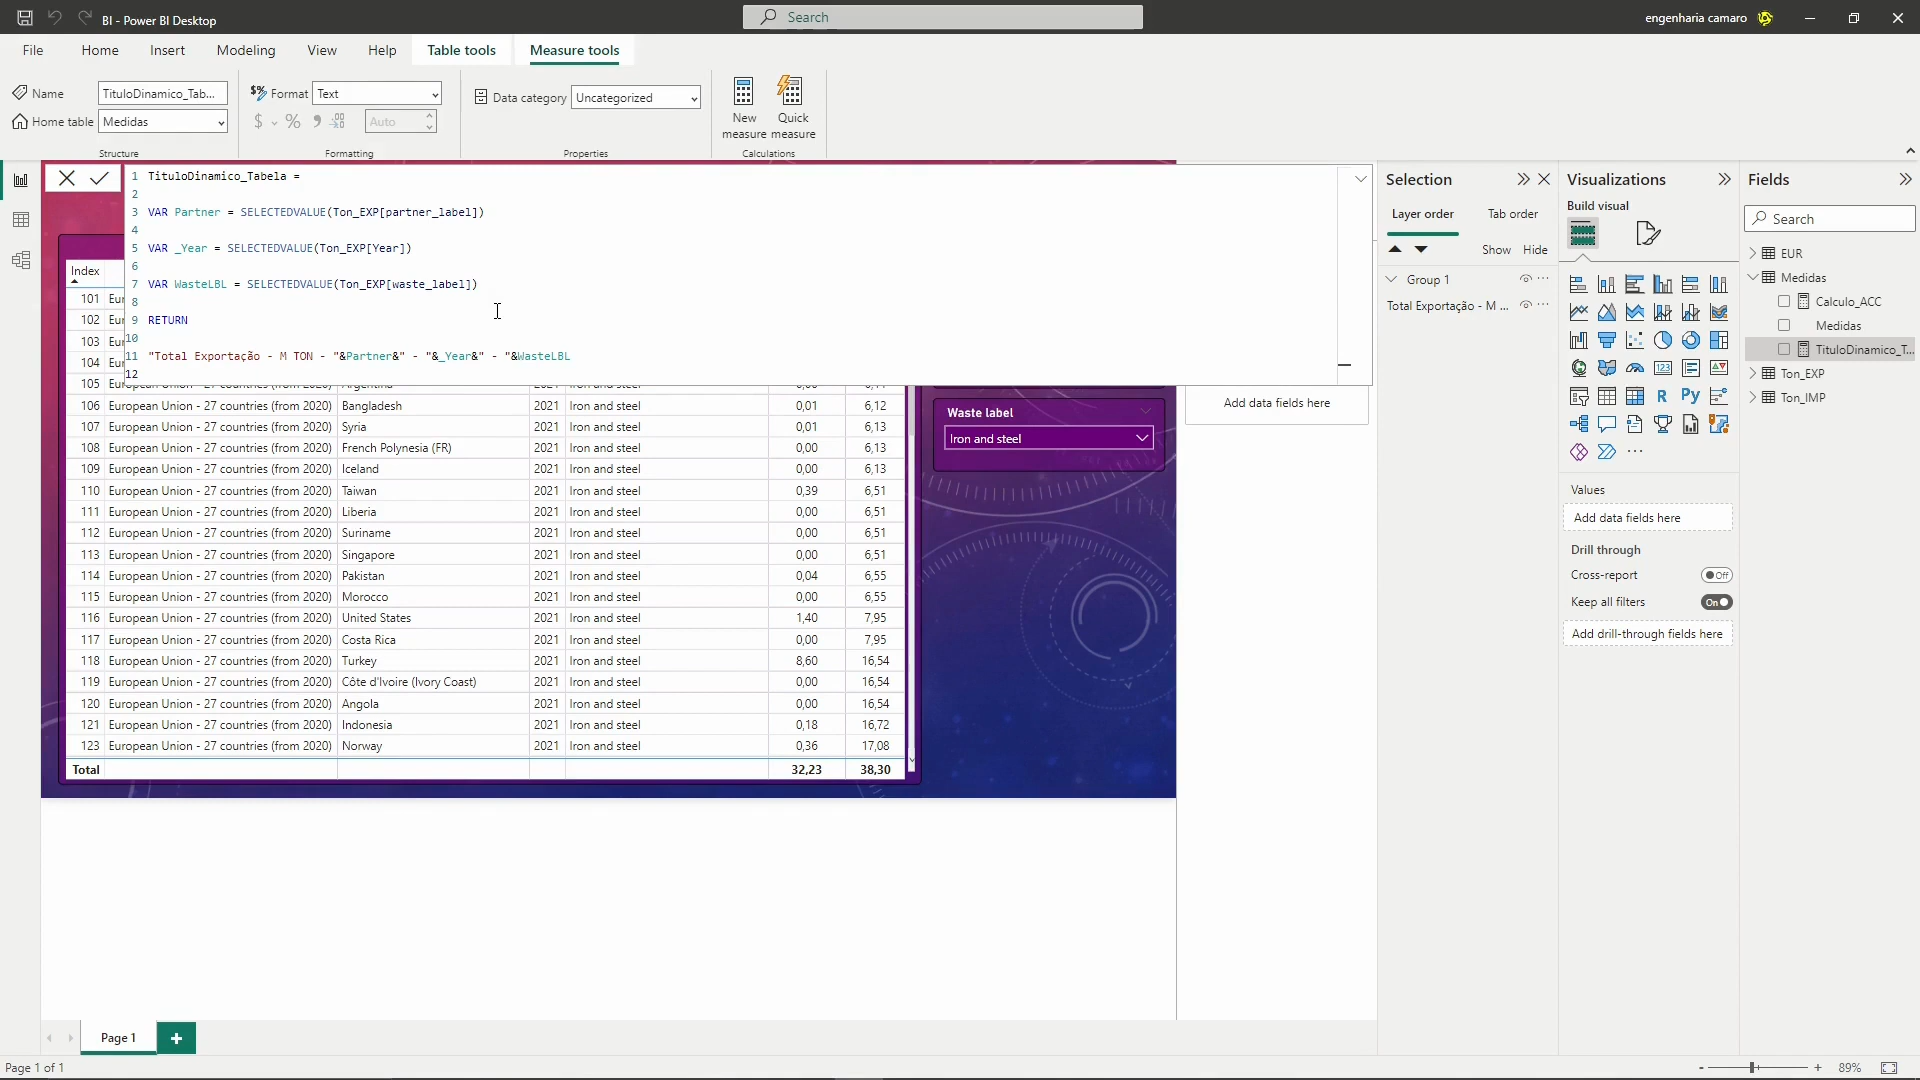 BI - Power BI Desktop
Search
engenharia camaro
File Home Insert Modeling View Help Table tools Measure tools
Name TituloDinamico_Tab...
Home table Medidas
Structure
Format Text
$ % Auto
Formatting
Data category Uncategorized
Properties
New measure
Quick measure
Calculations
1 TituloDinamico_Tabela =
2
3 VAR Partner = SELECTEDVALUE(Ton_EXP[partner_label])
4
5 VAR _Year = SELECTEDVALUE(Ton_EXP[Year])
6
7 VAR WasteLBL = SELECTEDVALUE(Ton_EXP[waste_label])
8
9 RETURN
10
11 "Total Exportação - M TON - "&Partner&" - "&_Year&" - "&WasteLBL
12
Index
101 Eur
102 Eur
103 Eur
104 Eur
105 European Union - 27 countries (from 2020) Argentina 2021 Iron and steel 0,00
106 European Union - 27 countries (from 2020) Bangladesh 2021 Iron and steel 0,01 6,12
107 European Union - 27 countries (from 2020) Syria 2021 Iron and steel 0,01 6,13
108 European Union - 27 countries (from 2020) French Polynesia (FR) 2021 Iron and steel 0,00 6,13
109 European Union - 27 countries (from 2020) Iceland 2021 Iron and steel 0,00 6,13
110 European Union - 27 countries (from 2020) Taiwan 2021 Iron and steel 0,39 6,51
111 European Union - 27 countries (from 2020) Liberia 2021 Iron and steel 0,00 6,51
112 European Union - 27 countries (from 2020) Suriname 2021 Iron and steel 0,00 6,51
113 European Union - 27 countries (from 2020) Singapore 2021 Iron and steel 0,00 6,51
114 European Union - 27 countries (from 2020) Pakistan 2021 Iron and steel 0,04 6,55
115 European Union - 27 countries (from 2020) Morocco 2021 Iron and steel 0,00 6,55
116 European Union - 27 countries (from 2020) United States 2021 Iron and steel 1,40 7,95
117 European Union - 27 countries (from 2020) Costa Rica 2021 Iron and steel 0,00 7,95
118 European Union - 27 countries (from 2020) Turkey 2021 Iron and steel 8,60 16,54
119 European Union - 27 countries (from 2020) Côte d'Ivoire (Ivory Coast) 2021 Iron and steel 0,00 16,54
120 European Union - 27 countries (from 2020) Angola 2021 Iron and steel 0,00 16,54
121 European Union - 27 countries (from 2020) Indonesia 2021 Iron and steel 0,18 16,72
123 European Union - 27 countries (from 2020) Norway 2021 Iron and steel 0,36 17,08
Total 32,23 38,30
Waste label
Iron and steel
Add data fields here
Selection
Layer order Tab order
Show Hide
Group 1
Total Exportação - M ...
Visualizations
Build visual
123
R Py
Values
Add data fields here
Drill through
Cross-report Off
Keep all filters On
Add drill-through fields here
Fields
Search
EUR
Medidas
Calculo_ACC
Medidas
TituloDinamico_T...
Ton_EXP
Ton_IMP
Page 1
Page 1 of 1
89%